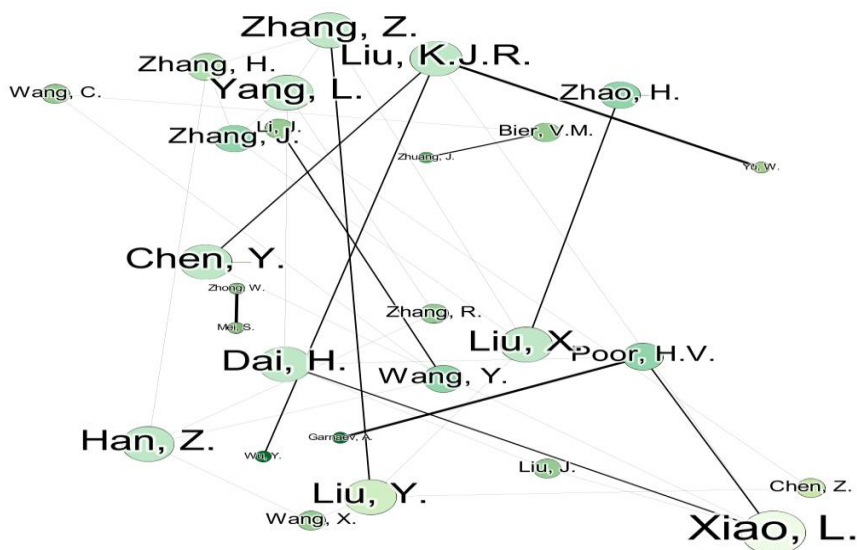 Zhang, Z.
Liu, K.J.R.
Zhang, H.
Wang, C.
Yang, L.
Zhao, H.
Li, J.
Zhang, J.
Bier, V.M.
Zhuang, J.
Yu, W.
Chen, Y.
Zhong, W.
Mei, S.
Zhang, R.
Liu, X.
Poor, H.V.
Dai, H.
Wang, Y.
Han, Z.
Garnaev, A.
Wu, Y.
Liu, J.
Chen, Z.
Liu, Y.
Wang, X.
Xiao, L.